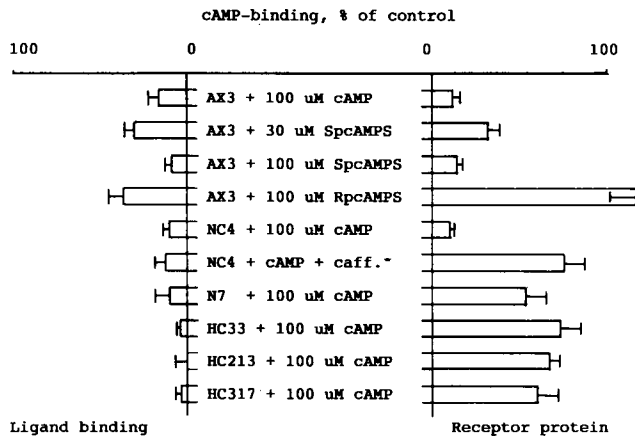 cAMP-binding, % of control
100 0 0 100
AX3 + 100 uM cAMP
AX3 + 30 uM SpcAMPS
AX3 + 100 uM SpcAMPS
AX3 + 100 uM RpcAMPS
NC4 + 100 uM cAMP
NC4 + cAMP + caff.~
N7 + 100 uM cAMP
HC33 + 100 uM cAMP
HC213 + 100 uM cAMP
HC317 + 100 uM cAMP
Ligand binding Receptor protein